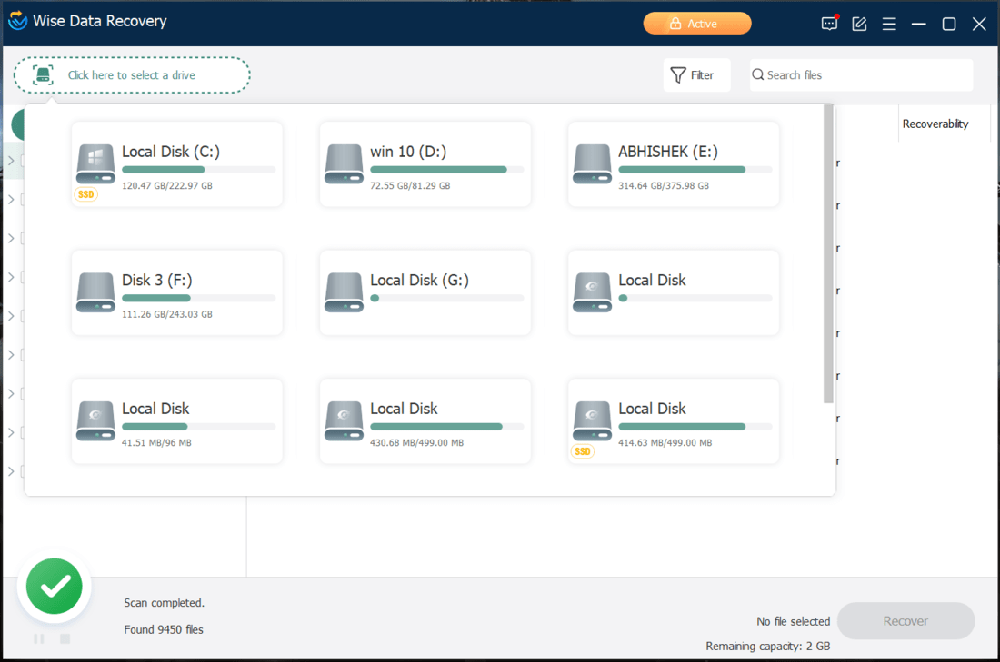 Wise Data Recovery
Active
Click here to select a drive
Filter
Search files
Recoverability
Local Disk (C:)
120.47 GB/222.97 GB
SSD
win 10 (D:)
72.55 GB/81.29 GB
ABHISHEK (E:)
314.64 GB/375.98 GB
Disk 3 (F:)
111.26 GB/243.03 GB
Local Disk (G:)
Local Disk
Local Disk
41.51 MB/96 MB
Local Disk
430.68 MB/499.00 MB
Local Disk
414.63 MB/499.00 MB
SSD
r
r
r
r
r
r
r
r
Scan completed.
Found 9450 files
No file selected
Recover
Remaining capacity: 2 GB